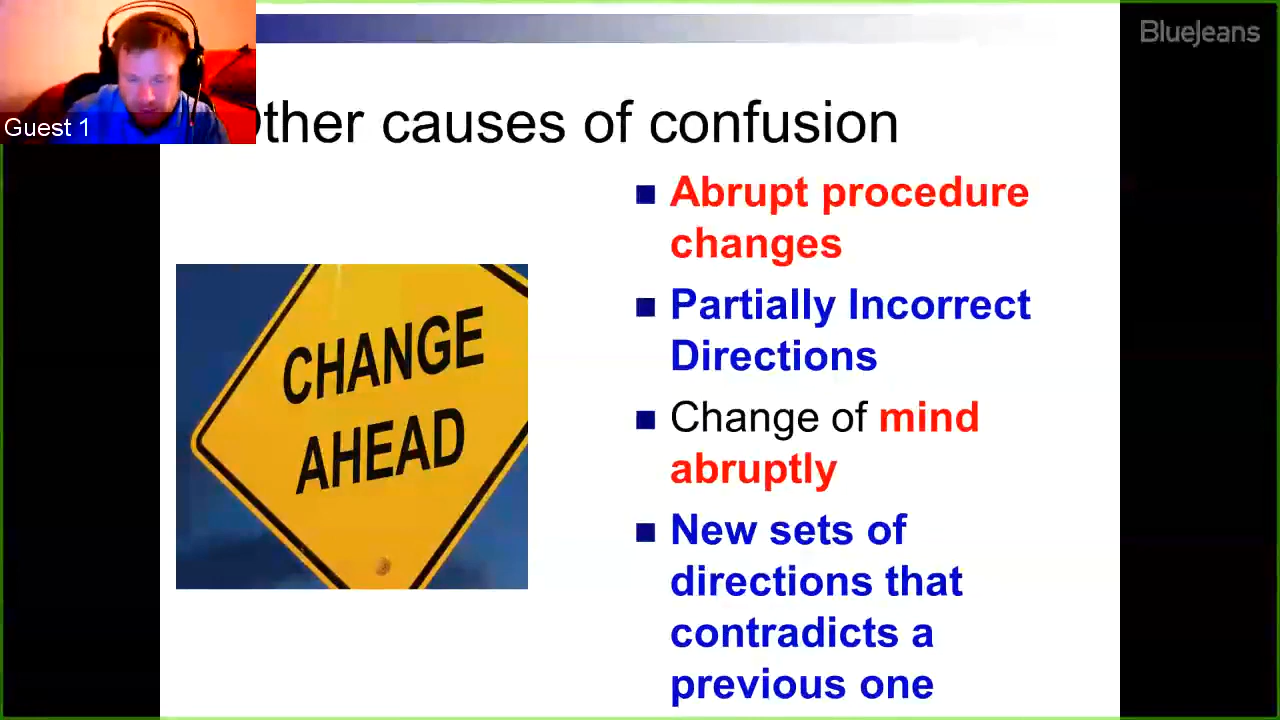 BlueJeans
Guest 1
Other causes of confusion
Abrupt procedure
changes
Partially Incorrect
Directions
Change of mind
abruptly
New sets of
directions that
contradicts a
previous one
CHANGE
AHEAD